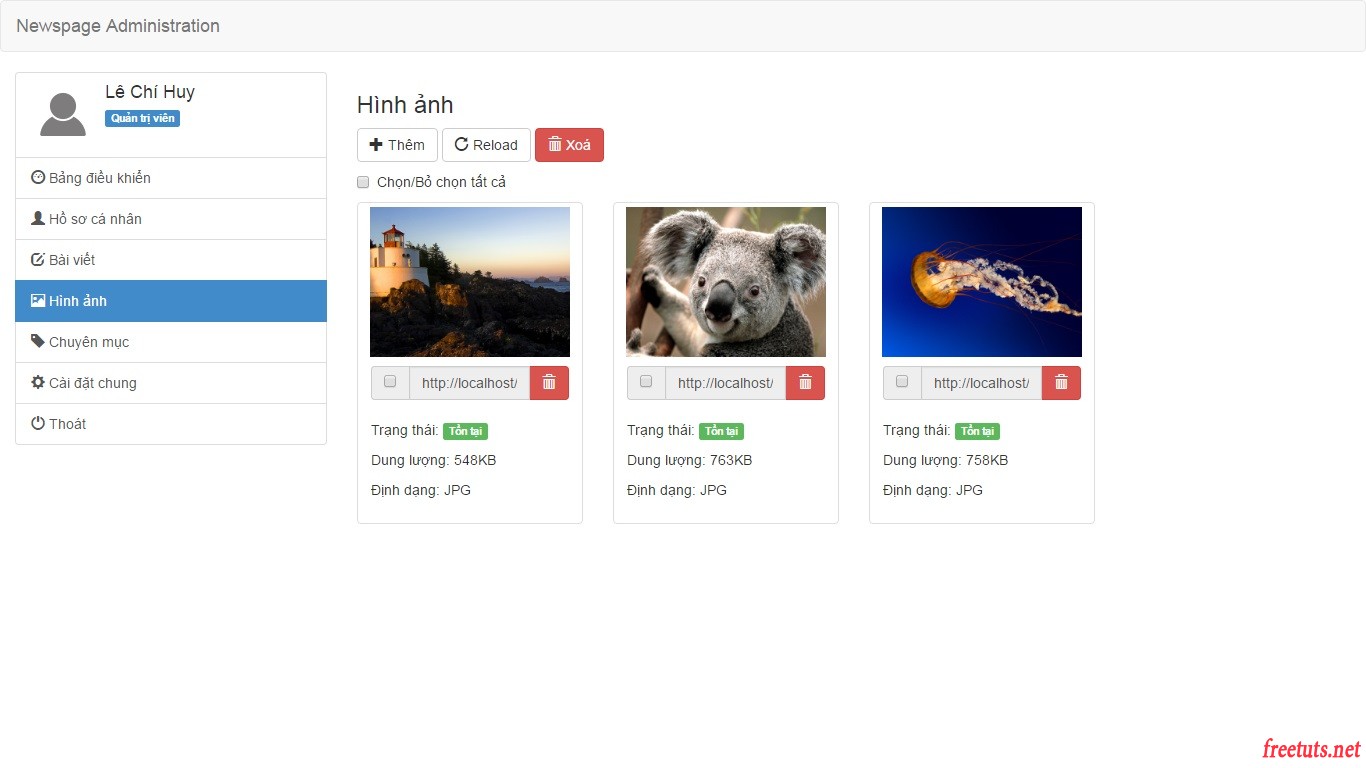 Newspage Administration
Lê Chí Huy
Quản trị viên
Bảng điều khiển
Hồ sơ cá nhân
Bài viết
Hình ảnh
Chuyên mục
Cài đặt chung
Thoát
Hình ảnh
Thêm Reload Xoá
Chọn/Bỏ chọn tất cả
http://localhost/
Trạng thái: Tồn tại
Dung lượng: 548KB
Định dạng: JPG
http://localhost/
Trạng thái: Tồn tại
Dung lượng: 763KB
Định dạng: JPG
http://localhost/
Trạng thái: Tồn tại
Dung lượng: 758KB
Định dạng: JPG
freetuts.net